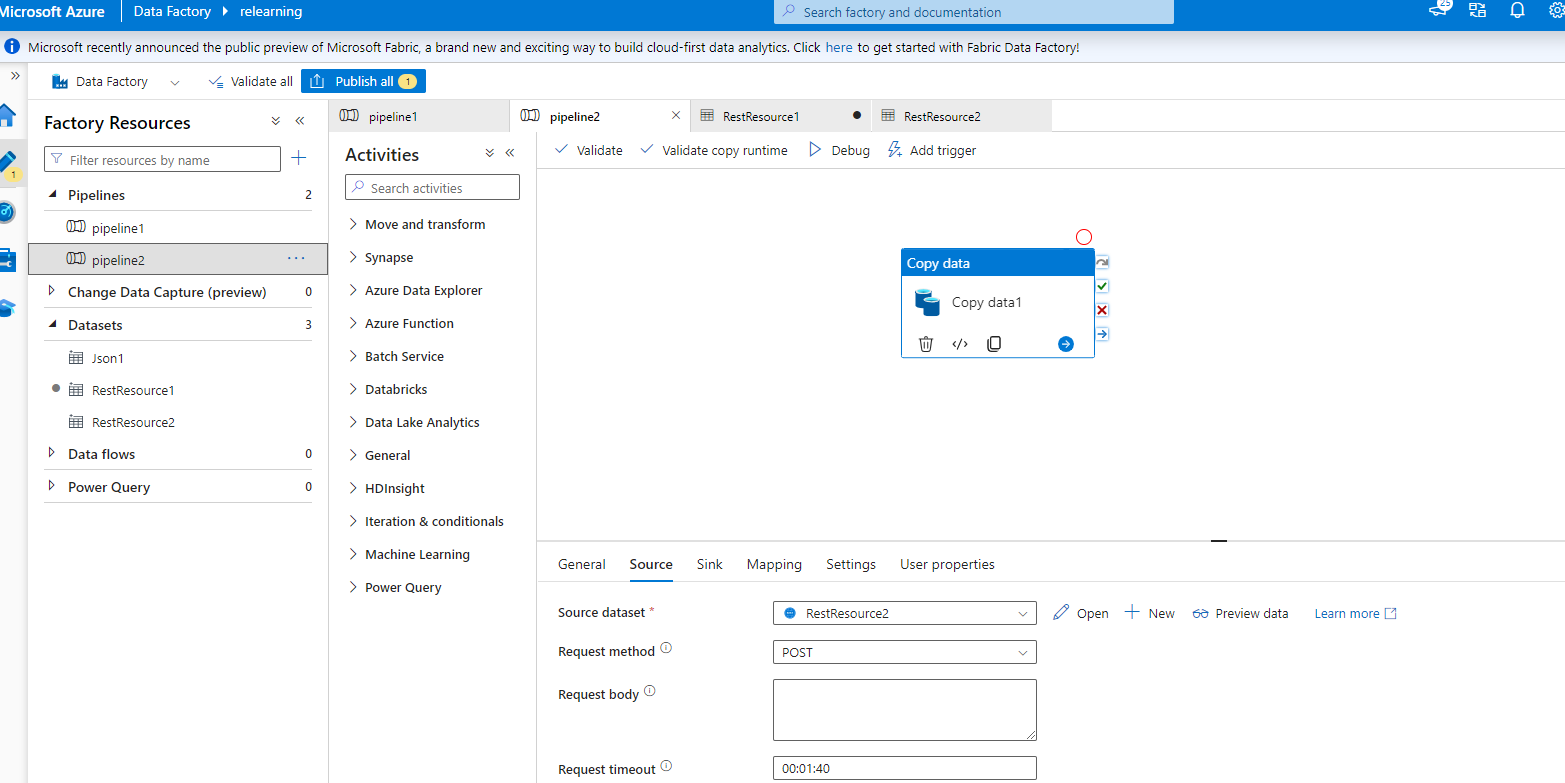 Microsoft Azure
Data Factory
relearning
Search factory and documentation
25
Microsoft recently announced the public preview of Microsoft Fabric, a brand new and exciting way to build cloud-first data analytics. Click here to get started with Fabric Data Factory!
Data Factory
Validate all
Publish all 1
1
Factory Resources
Filter resources by name
Pipelines 2
pipeline1
pipeline2
Change Data Capture (preview) 0
Datasets 3
Json1
RestResource1
RestResource2
Data flows 0
Power Query 0
pipeline1
pipeline2
RestResource1
RestResource2
Activities
Search activities
Move and transform
Synapse
Azure Data Explorer
Azure Function
Batch Service
Databricks
Data Lake Analytics
General
HDInsight
Iteration & conditionals
Machine Learning
Power Query
Validate
Validate copy runtime
Debug
Add trigger
Copy data
Copy data1
General
Source
Sink
Mapping
Settings
User properties
Source dataset *
RestResource2
Open
New
Preview data
Learn more
Request method
POST
Request body
Request timeout
00:01:40